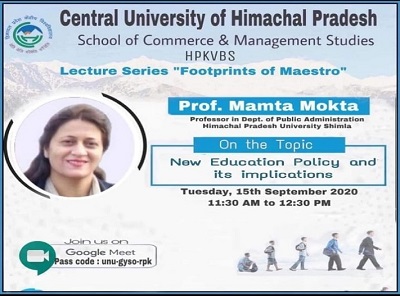 Central University of Himachal Pradesh
School of Commerce & Management Studies
HPKVBS
Lecture Series "Footprints of Maestro"
Prof. Mamta Mokta
Professor in Dept. of Public Administration
Himachal Pradesh University Shimla
On the Topic
New Education Policy and
its implications
Tuesday, 15th September 2020
11:30 AM to 12:30 PM
Join us on
Google Meet
Pass code : unu-gyso-rpk